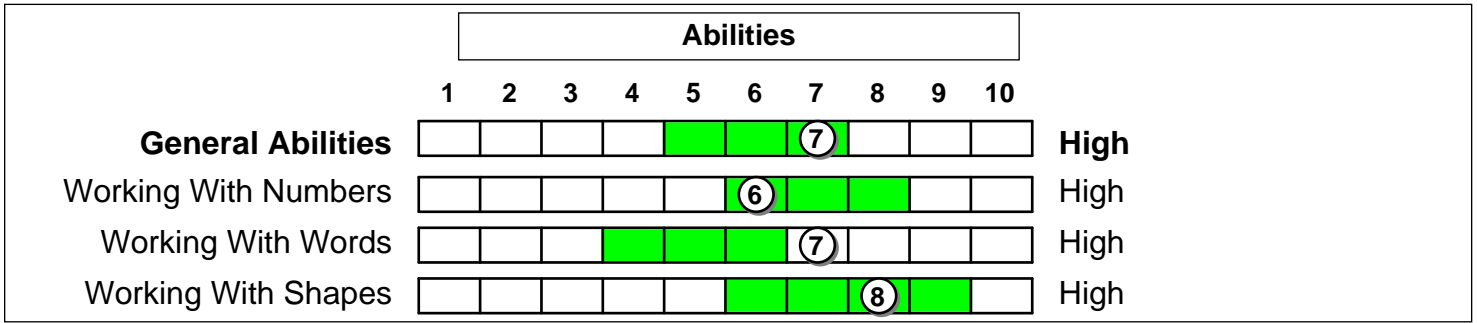 Abilities
1 2 3 4 5 6 7 8 9 10
General Abilities 7 High
Working With Numbers 6 High
Working With Words 7 High
Working With Shapes 8 High